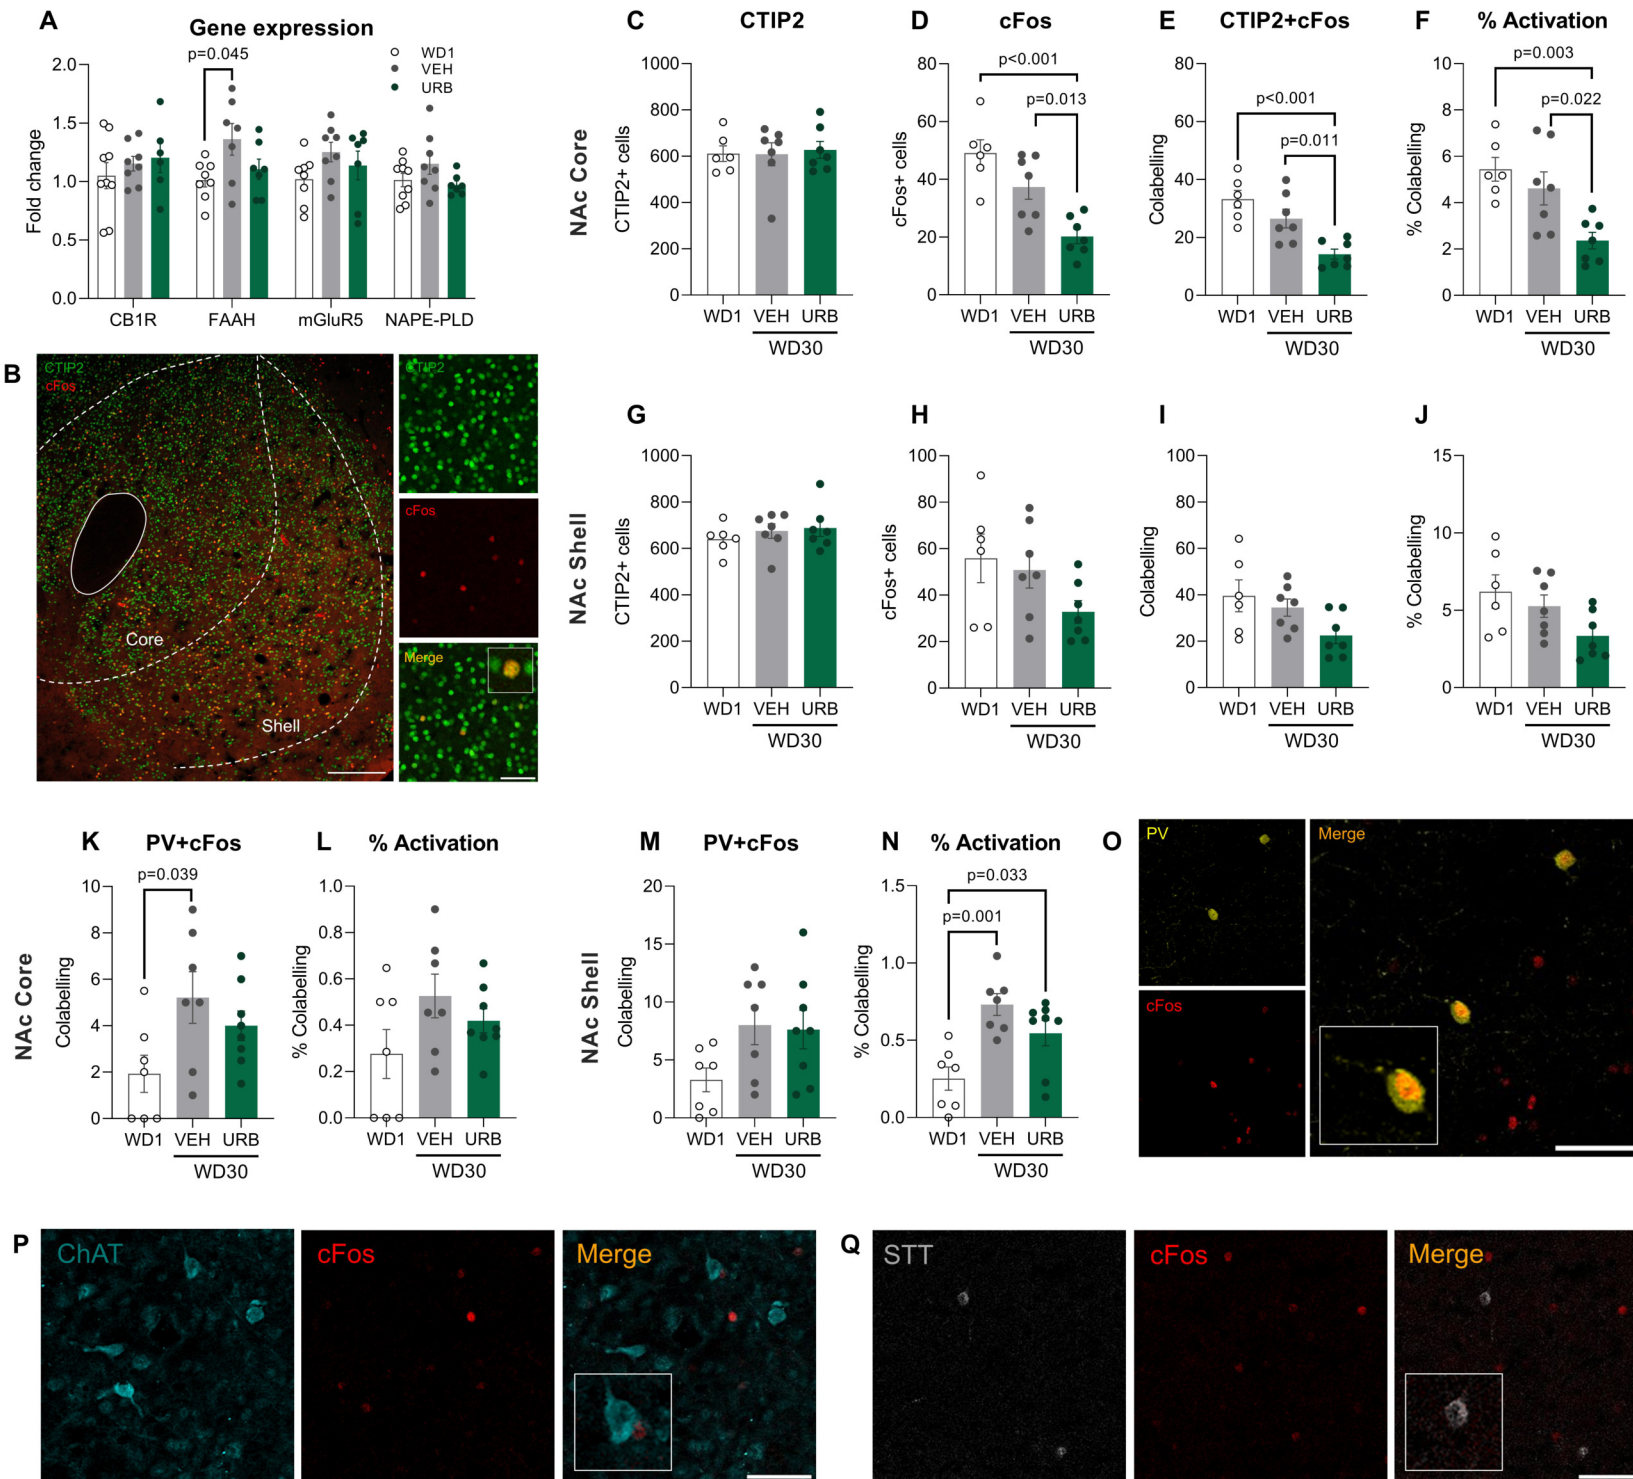 A
Gene expression
p=0.045
WD1
VEH
URB
Fold change
2.0
1.5
1.0
0.5
0.0
CB1R FAAH mGluR5 NAPE-PLD
B
CTIP2
cFos
Core
Shell
CTIP2
cFos
Merge
NAc Core
C
CTIP2
CTIP2+ cells
1000
800
600
400
200
0
WD1 VEH URB
WD30
D
cFos
p<0.001
p=0.013
cFos+ cells
80
60
40
20
0
WD1 VEH URB
WD30
E
CTIP2+cFos
p<0.001
p=0.011
Colabelling
80
60
40
20
0
WD1 VEH URB
WD30
F
% Activation
p=0.003
p=0.022
% Colabelling
10
8
6
4
2
0
WD1 VEH URB
WD30
NAc Shell
G
CTIP2+ cells
1000
800
600
400
200
0
WD1 VEH URB
WD30
H
cFos+ cells
100
80
60
40
20
0
WD1 VEH URB
WD30
I
Colabelling
100
80
60
40
20
0
WD1 VEH URB
WD30
J
% Colabelling
15
10
5
0
WD1 VEH URB
WD30
NAc Core
K
PV+cFos
p=0.039
Colabelling
10
8
6
4
2
0
WD1 VEH URB
WD30
L
% Activation
% Colabelling
1.0
0.8
0.6
0.4
0.2
0.0
WD1 VEH URB
WD30
NAc Shell
M
PV+cFos
Colabelling
20
15
10
5
0
WD1 VEH URB
WD30
N
% Activation
p=0.033
p=0.001
% Colabelling
1.5
1.0
0.5
0.0
WD1 VEH URB
WD30
O
PV
cFos
Merge
P
ChAT
cFos
Merge
Q
STT
cFos
Merge